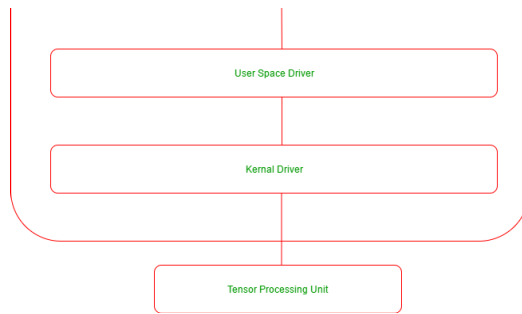 User Space Driver
Kernal Driver
Tensor Processing Unit